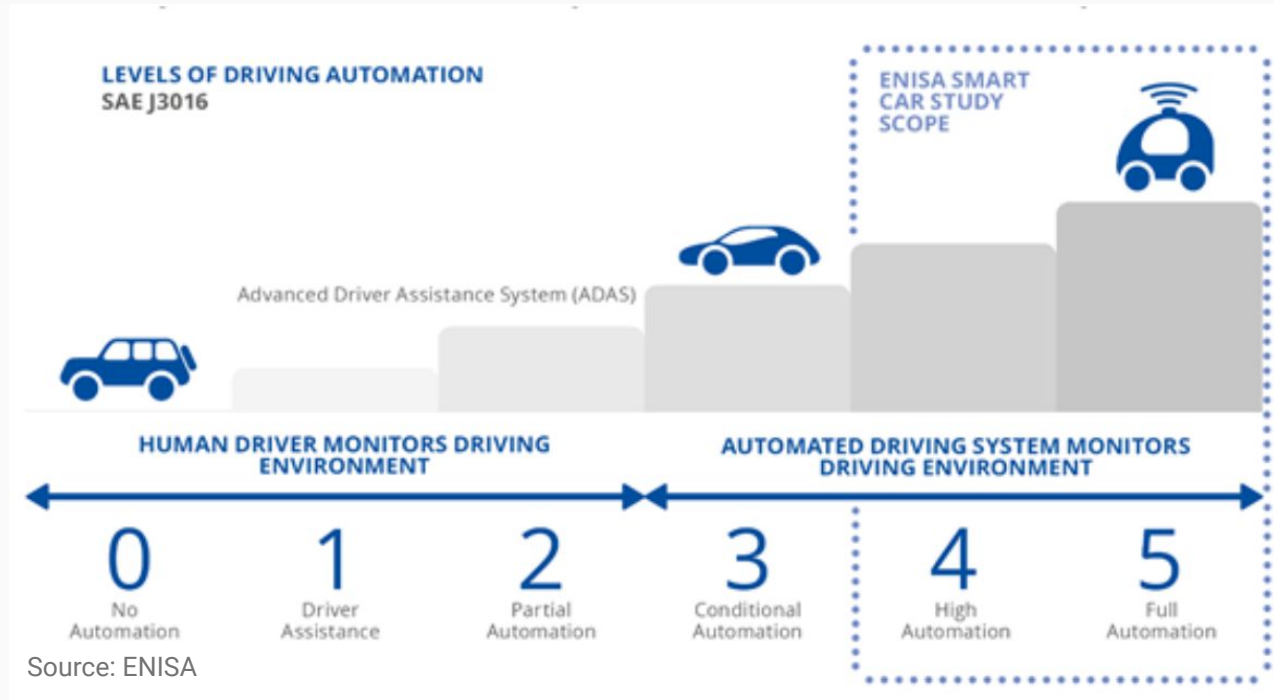 LEVELS OF DRIVING AUTOMATION
SAE J3016
ENISA SMART
CAR STUDY
SCOPE
Advanced Driver Assistance System (ADAS)
HUMAN DRIVER MONITORS DRIVING
ENVIRONMENT
AUTOMATED DRIVING SYSTEM MONITORS
DRIVING ENVIRONMENT
0
No
Automation
1
Driver
Assistance
2
Partial
Automation
3
Conditional
Automation
4
High
Automation
5
Full
Automation
Source: ENISA